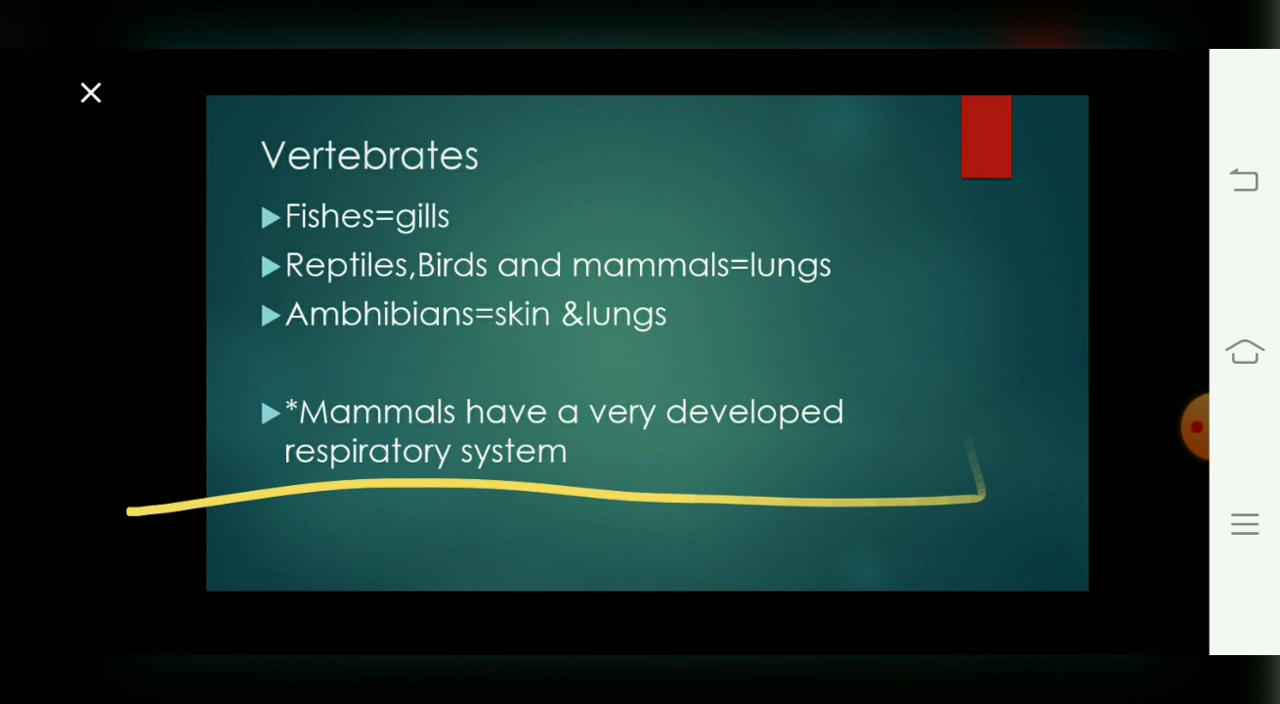 Vertebrates
Fishes=gills
Reptiles,Birds and mammals=lungs
Ambhibians=skin &lungs
*Mammals have a very developed
respiratory system